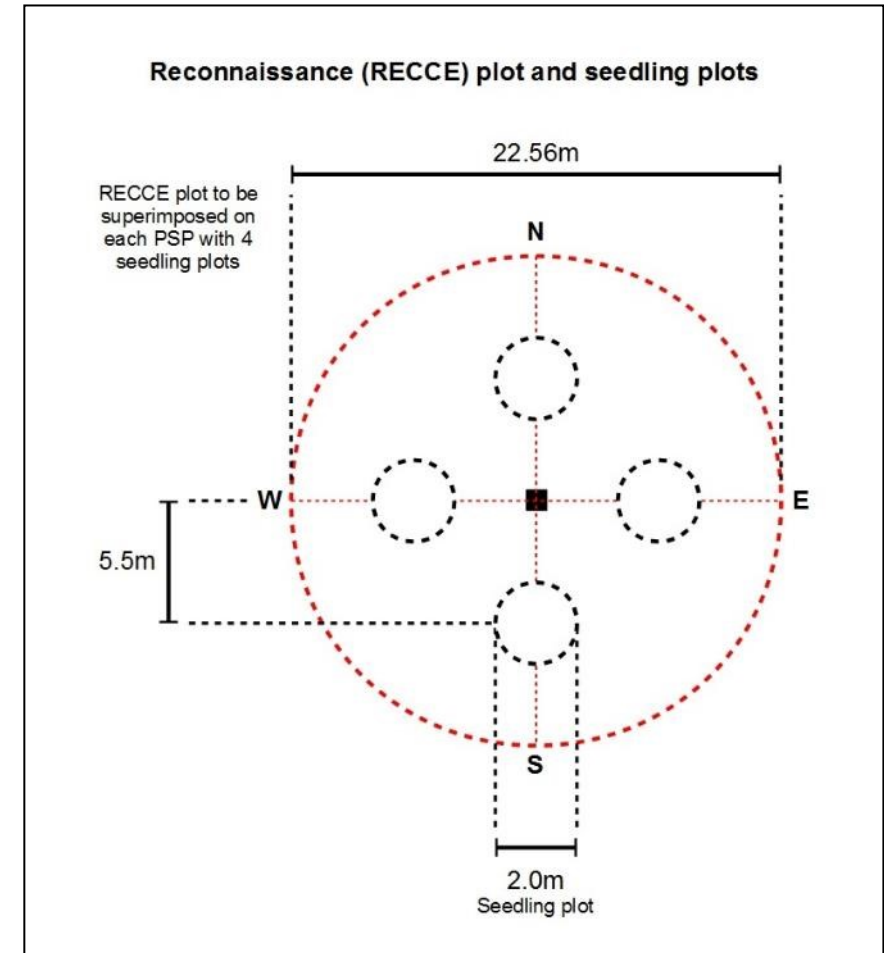 Reconnaissance (RECCE) plot and seedling plots
22.56m
RECCE plot to be
superimposed on
each PSP with 4
seedling plots
N
W
E
5.5m
S
2.0m
Seedling plot